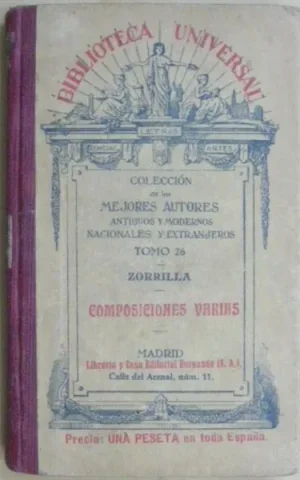 BIBLIOTECA UNIVERSAL
LETRAS
CIENCIAS
ARTES
COLECCIÓN
DE LOS
MEJORES AUTORES
ANTIGUOS Y MODERNOS
NACIONALES Y EXTRANJEROS
TOMO 26
ZORRILLA
COMPOSICIONES VARIAS
MADRID
Librería y Casa Editorial Hernando (S. A.),
Calle del Arenal, núm. 11.
Precio: UNA PESETA en toda España.